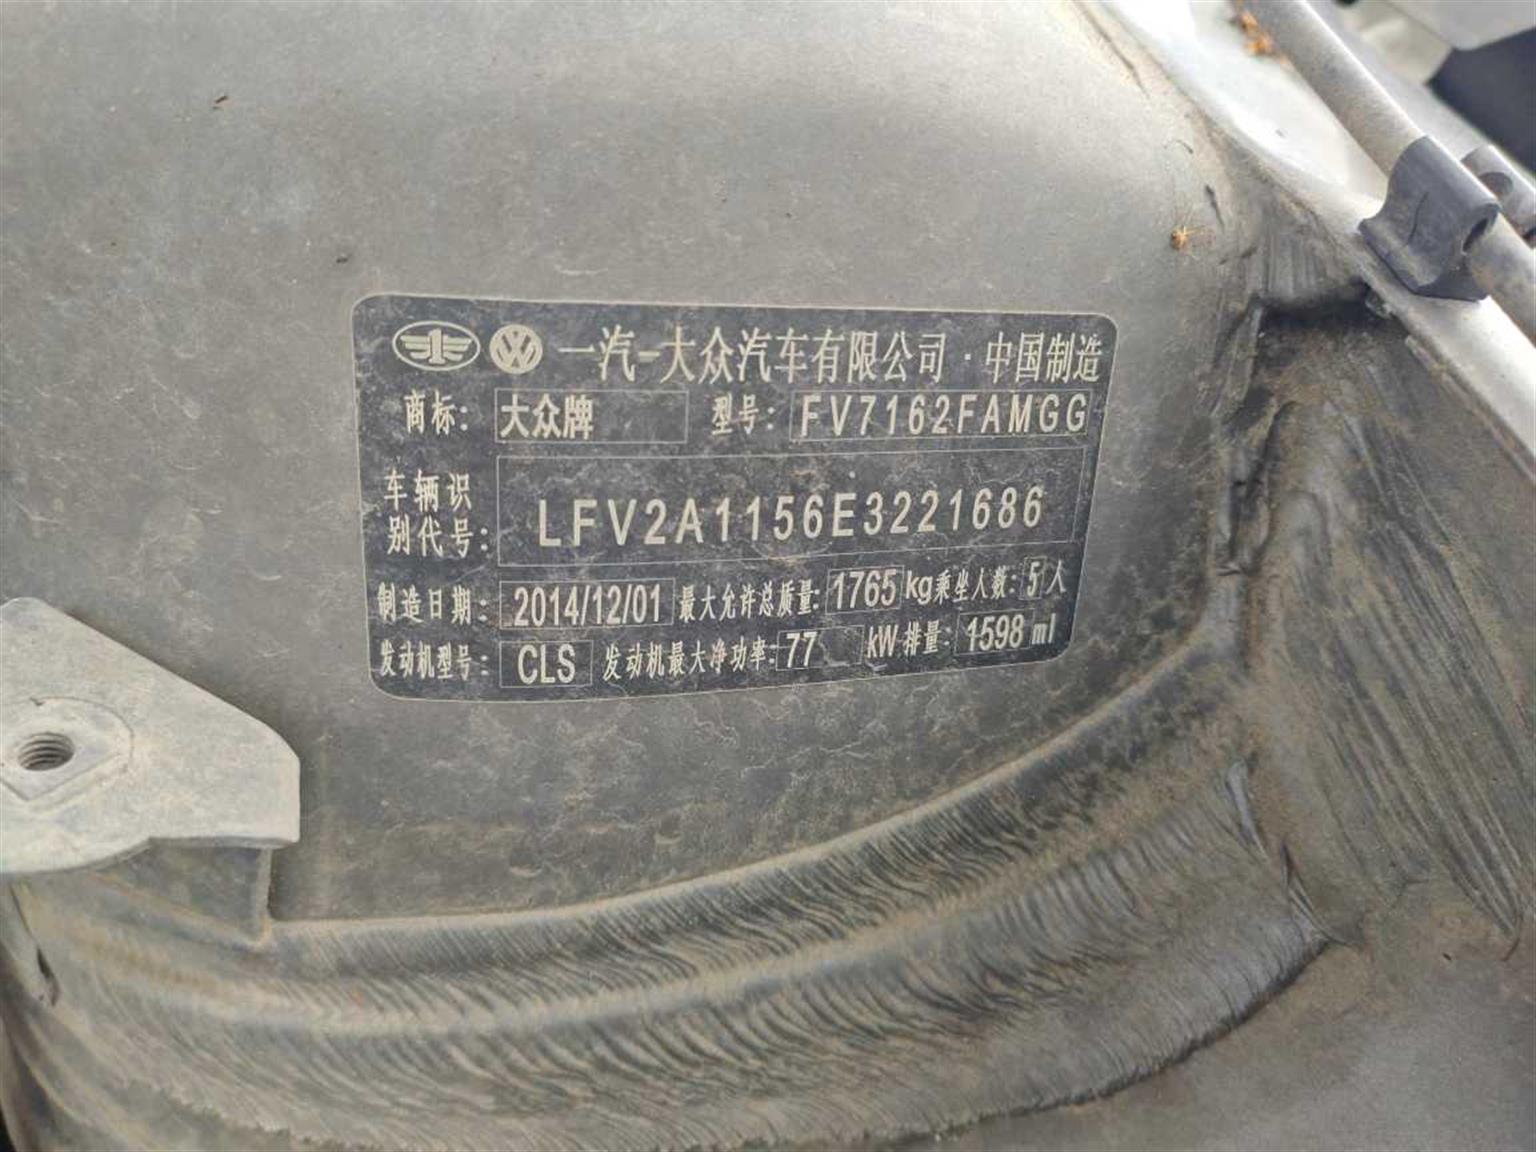 一汽-大众汽车有限公司·中国制造
商标: 大众牌 型号: FV7162FAMGG
车辆识
别代号: LFV2A1156E3221686
制造日期: 2014/12/01 最大允许总质量: 1765 kg 乘坐人数: 5 人
发动机型号: CLS 发动机最大净功率: 77 kW 排量: 1598 ml